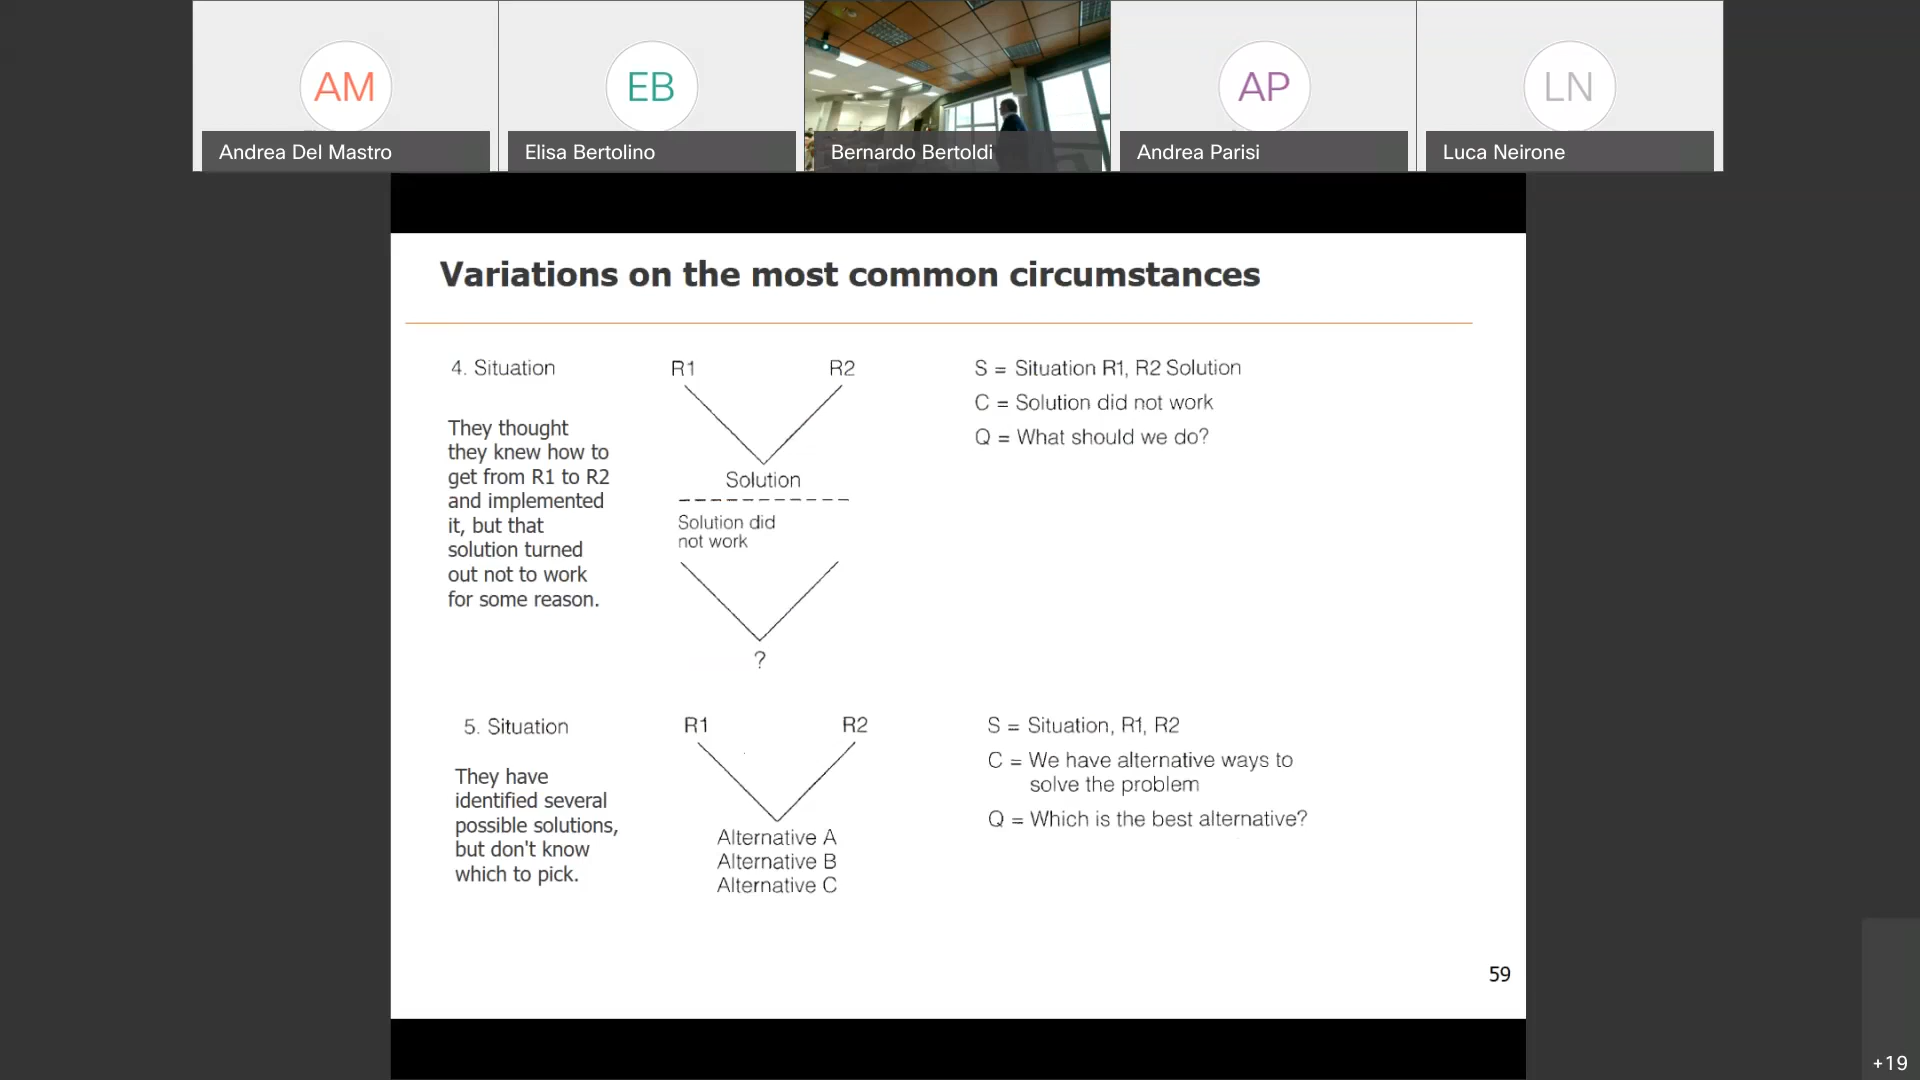 AM
EB
AP
LN
Andrea Del Mastro
Elisa Bertolino
Bernardo Bertoldi
Andrea Parisi
Luca Neirone
Variations on the most common circumstances
4. Situation
They thought
they knew how to
get from R1 to R2
and implemented
it, but that
solution turned
out not to work
for some reason.
R1 R2
Solution
Solution did
not work
?
S = Situation R1, R2 Solution
C = Solution did not work
Q = What should we do?
5. Situation
They have
identified several
possible solutions,
but don't know
which to pick.
R1 R2
Alternative A
Alternative B
Alternative C
S = Situation, R1, R2
C = We have alternative ways to
solve the problem
Q = Which is the best alternative?
59
+19